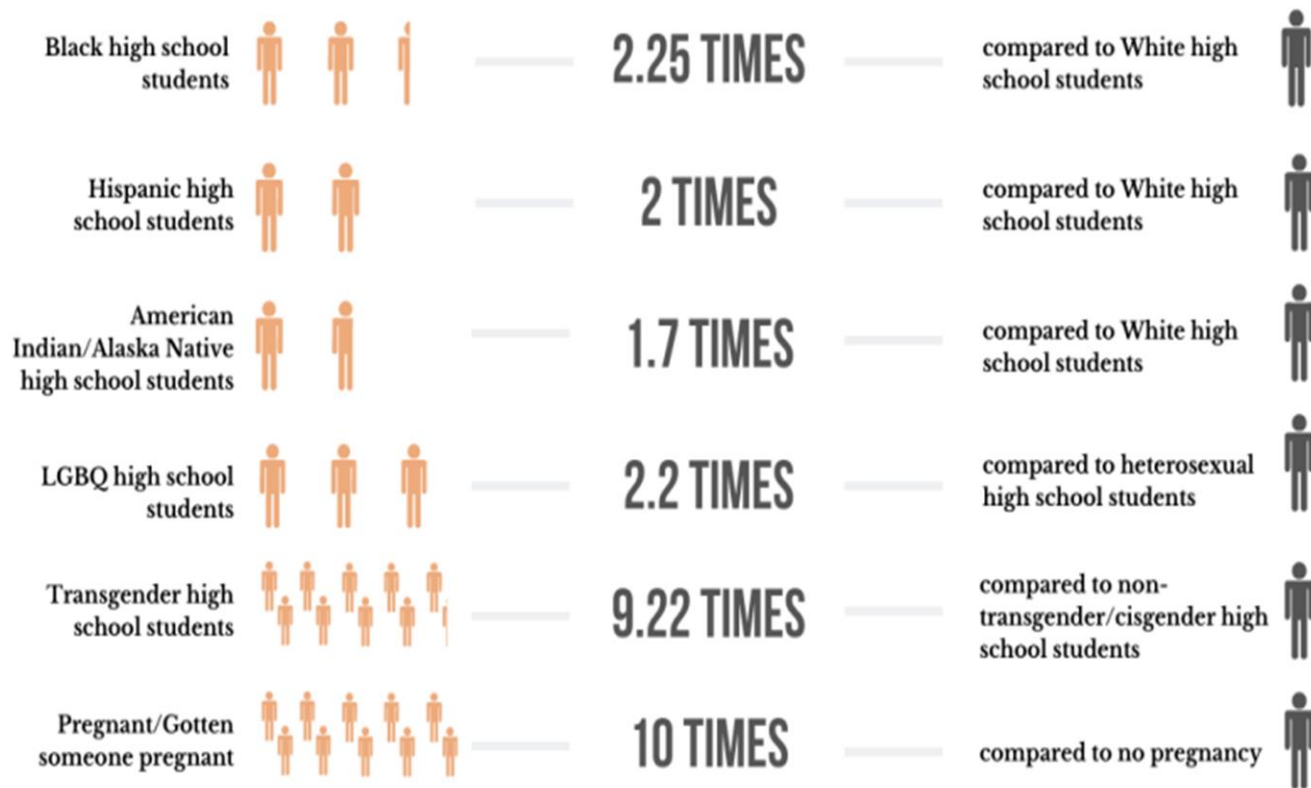 Black high school
students
2.25 TIMES
compared to White high
school students
Hispanic high
school students
2 TIMES
compared to White high
school students
American
Indian/Alaska Native
high school students
1.7 TIMES
compared to White high
school students
LGBQ high school
students
2.2 TIMES
compared to heterosexual
high school students
Transgender high
school students
9.22 TIMES
compared to non-
transgender/cisgender high
school students
Pregnant/Gotten
someone pregnant
10 TIMES
compared to no pregnancy